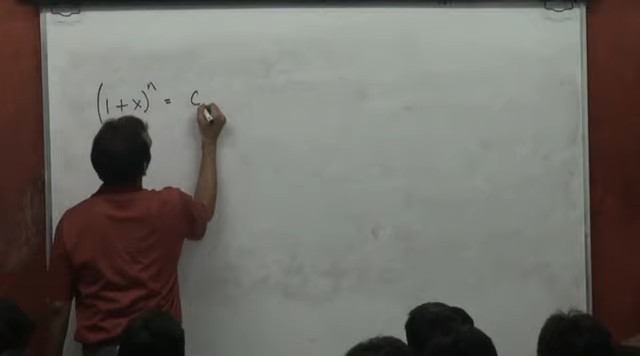 (1 + x)^n = C